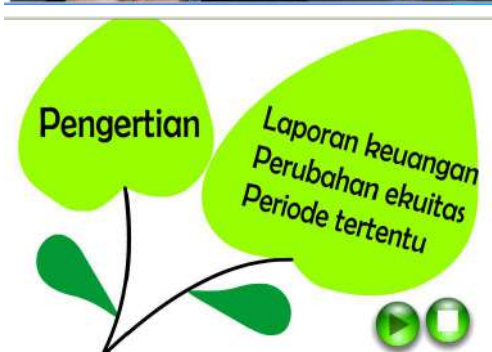 Pengertian
Laporan keuangan
Perubahan ekuitas
Periode tertentu